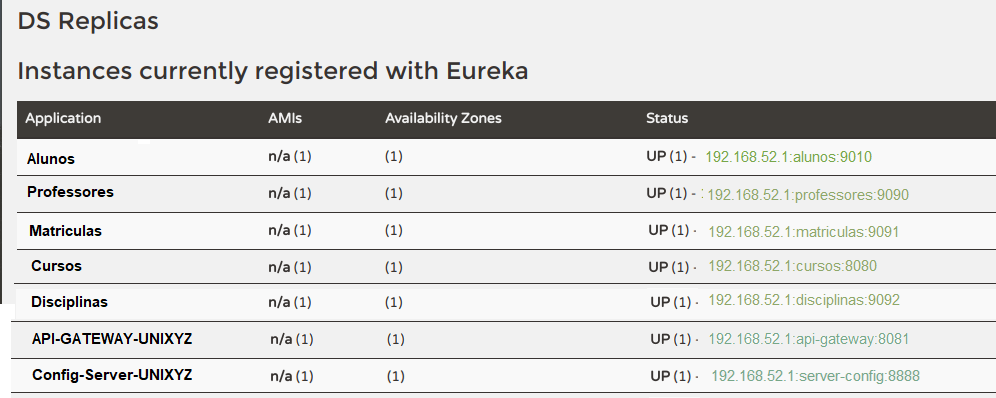 DS Replicas
Instances currently registered with Eureka
Application AMIs Availability Zones Status
Alunos n/a (1) (1) UP (1) - 192.168.52.1:alunos:9010
Professores n/a (1) (1) UP (1) - : 192.168.52.1:professores:9090
Matriculas n/a (1) (1) UP (1) · 192.168.52.1:matriculas:9091
Cursos n/a (1) (1) UP (1) · 192.168.52.1:cursos:8080
Disciplinas n/a (1) (1) UP (1) · 192.168.52.1:disciplinas:9092
API-GATEWAY-UNIXYZ n/a (1) (1) UP (1) · 192.168.52.1:api-gateway:8081
Config-Server-UNIXYZ n/a (1) (1) UP (1) · 192.168.52.1:server-config:8888